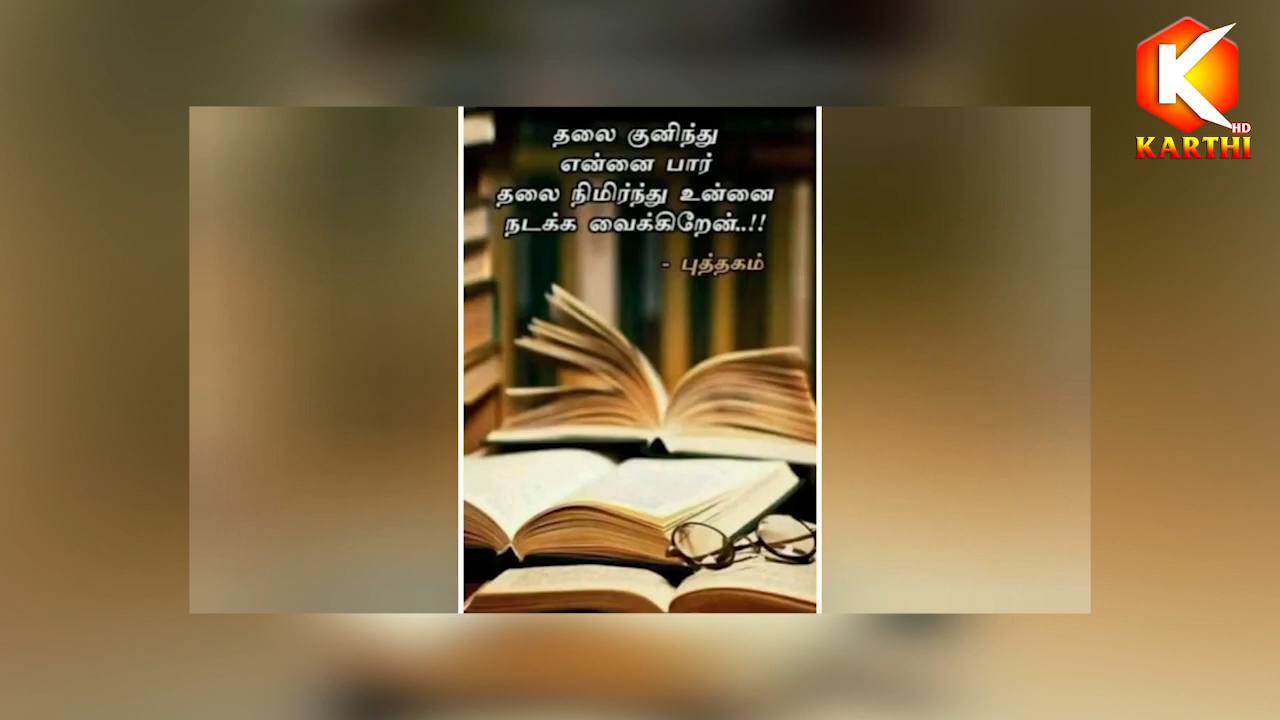 தலை குனிந்து
என்னை பார்
தலை நிமிர்ந்து உன்னை
நடக்க வைக்கிறேன்..!!
- புத்தகம்
K HD
KARTHI